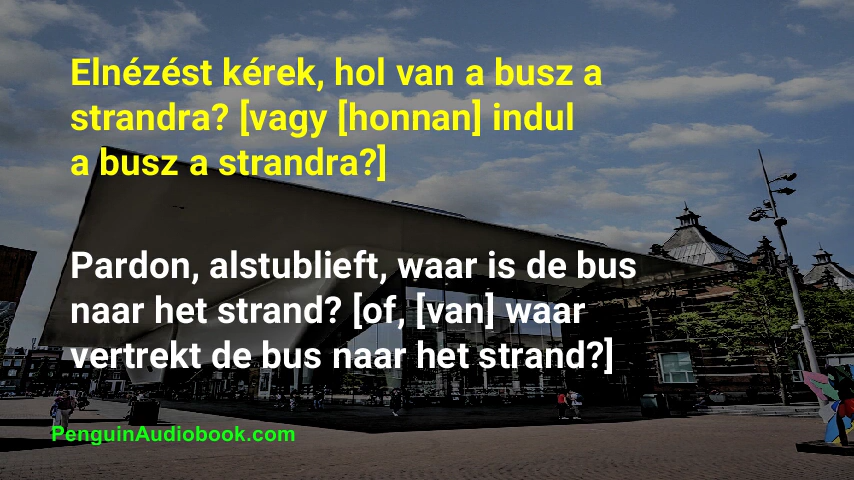 Elnézést kérek, hol van a busz a
strandra? [vagy [honnan] indul
a busz a strandra?]
Pardon, alstublieft, waar is de bus
naar het strand? [of, [van] waar
vertrekt de bus naar het strand?]
PenguinAudiobook.com